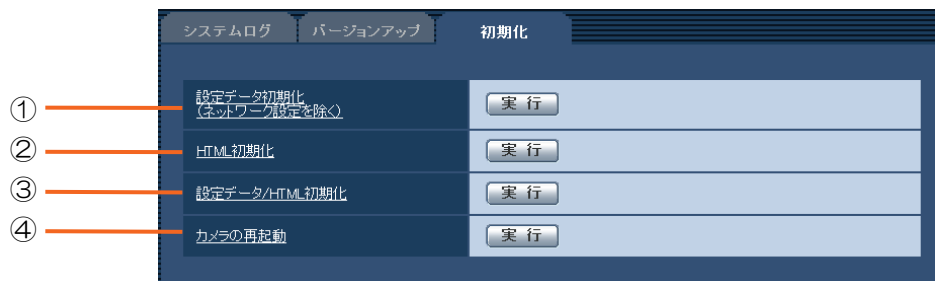 システムログ バージョンアップ 初期化
① 設定データ初期化
(ネットワーク設定を除く) 実 行
② HTML初期化 実 行
③ 設定データ/HTML初期化 実 行
④ カメラの再起動 実 行